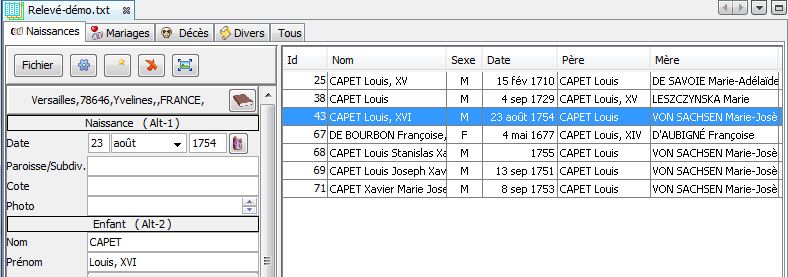 Relevé-démo.txt
Naissances Mariages Décès Divers Tous
Fichier
Versailles,78646,Yvelines,,FRANCE,
Naissance (Alt-1)
Date 23 août 1754
Paroisse/Subdiv.
Cote
Photo
Enfant (Alt-2)
Nom CAPET
Prénom Louis, XVI
Id Nom Sexe Date Père Mère
25 CAPET Louis, XV M 15 fév 1710 CAPET Louis DE SAVOIE Marie-Adélaïde
38 CAPET Louis M 4 sep 1729 CAPET Louis, XV LESZCZYNSKA Marie
43 CAPET Louis, XVI M 23 août 1754 CAPET Louis VON SACHSEN Marie-Josè
67 DE BOURBON Françoise, F 4 mai 1677 CAPET Louis, XIV D'AUBIGNÉ Françoise
68 CAPET Louis Stanislas Xa M 1755 CAPET Louis VON SACHSEN Marie-Josè
69 CAPET Louis Joseph Xav M 13 sep 1751 CAPET Louis VON SACHSEN Marie-Josè
71 CAPET Xavier Marie Jose M 8 sep 1753 CAPET Louis VON SACHSEN Marie-Josè